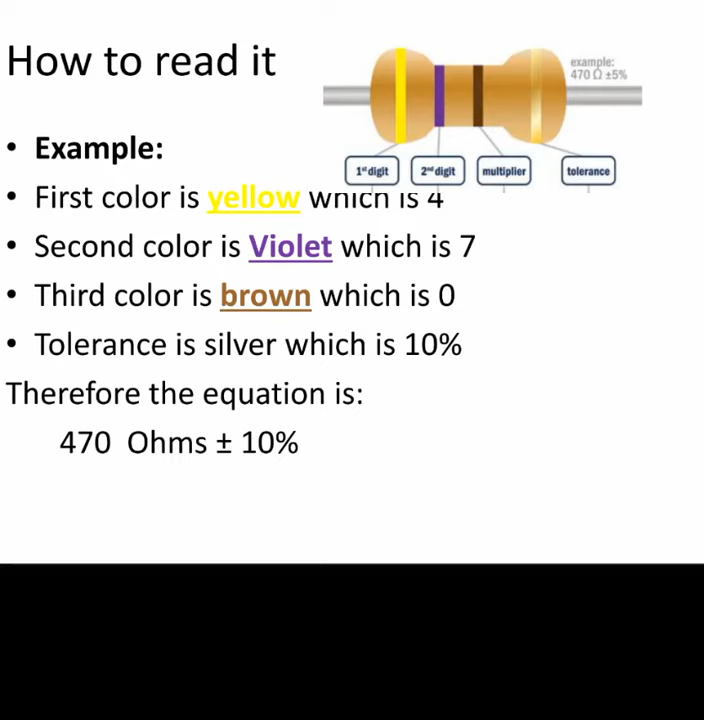 How to read it
example:
470 Ω ±5%
1st digit
2nd digit
multiplier
tolerance
• Example:
• First color is yellow which is 4
• Second color is Violet which is 7
• Third color is brown which is 0
• Tolerance is silver which is 10%
Therefore the equation is:
470 Ohms ± 10%